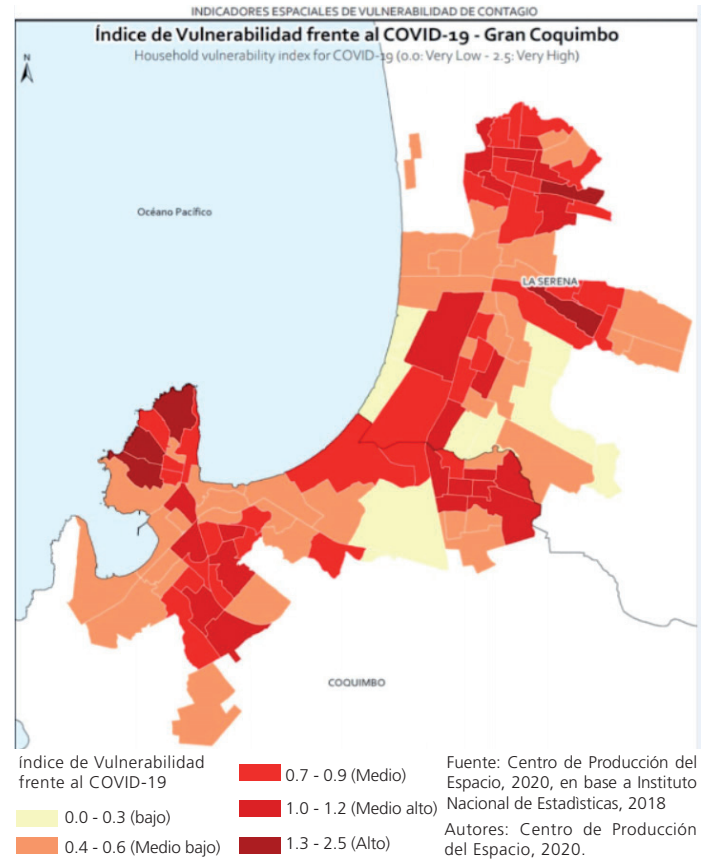 INDICADORES ESPACIALES DE VULNERABILIDAD DE CONTAGIO
Índice de Vulnerabilidad frente al COVID-19 - Gran Coquimbo
Household vulnerability index for COVID-19 (0.0: Very Low - 2.5: Very High)
N
Océano Pacífico
LA SERENA
COQUIMBO
índice de Vulnerabilidad
frente al COVID-19
0.0 - 0.3 (bajo)
0.4 - 0.6 (Medio bajo)
0.7 - 0.9 (Medio)
1.0 - 1.2 (Medio alto)
1.3 - 2.5 (Alto)
Fuente: Centro de Producción del
Espacio, 2020, en base a Instituto
Nacional de Estadìsticas, 2018
Autores: Centro de Producción
del Espacio, 2020.